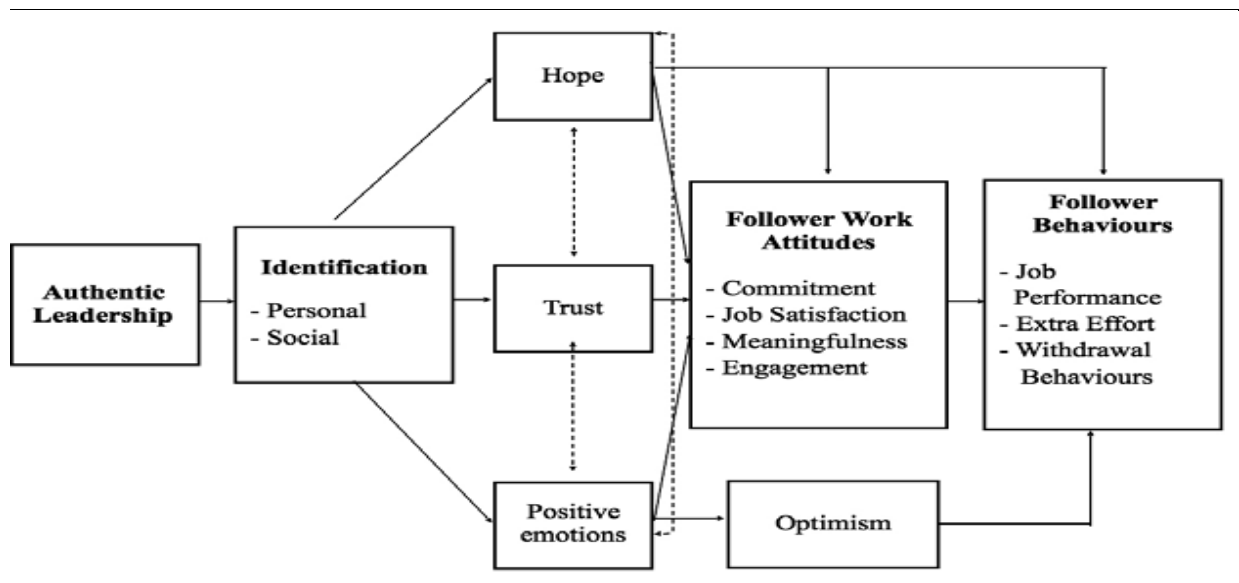 Hope
Authentic
Leadership
Identification
- Personal
- Social
Trust
Positive
emotions
Follower Work
Attitudes
- Commitment
- Job Satisfaction
- Meaningfulness
- Engagement
Optimism
Follower
Behaviours
- Job
Performance
- Extra Effort
- Withdrawal
Behaviours